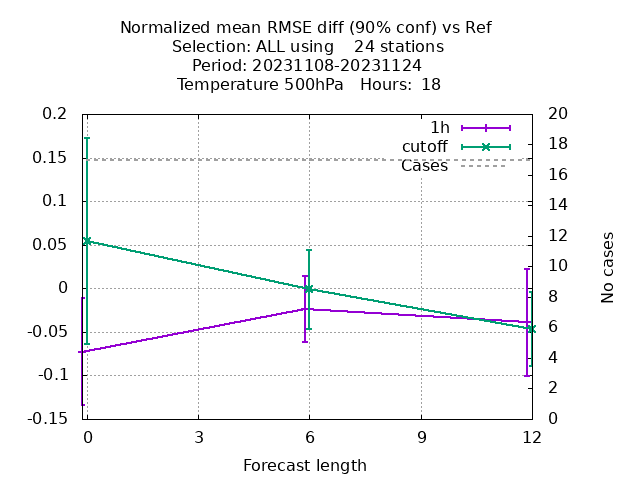 Normalized mean RMSE diff (90% conf) vs Ref
Selection: ALL using    24 stations
Period: 20231108-20231124
Temperature 500hPa   Hours:  18
1h
cutoff
Cases
0.2
0.15
0.1
0.05
0
-0.05
-0.1
-0.15
20
18
16
14
12
10
8
6
4
2
0
No cases
0 3 6 9 12
Forecast length